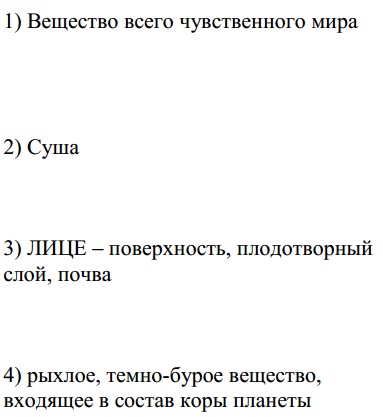 1) Вещество всего чувственного мира
2) Суша
3) ЛИЦЕ – поверхность, плодотворный
слой, почва
4) рыхлое, темно-бурое вещество,
входящее в состав коры планеты